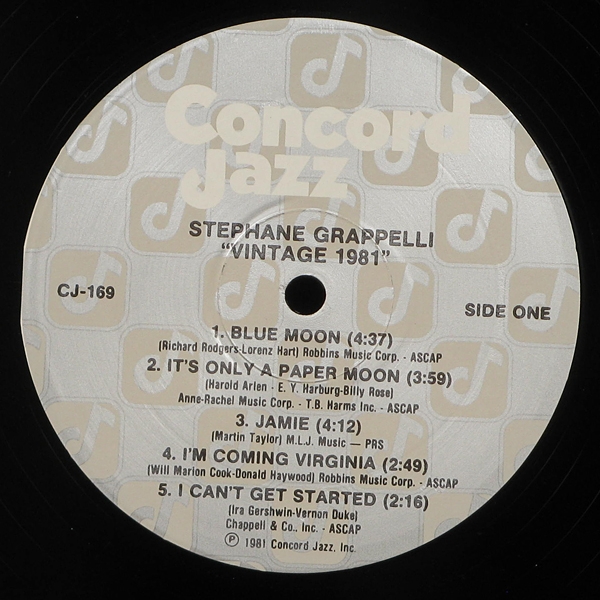 Concord
Jazz
STEPHANE GRAPPELLI
“VINTAGE 1981”
CJ-169
SIDE ONE
1. BLUE MOON (4:37)
(Richard Rodgers-Lorenz Hart) Robbins Music Corp. - ASCAP
2. IT'S ONLY A PAPER MOON (3:59)
(Harold Arlen - E. Y. Harburg-Billy Rose)
Anne-Rachel Music Corp. - T.B. Harms Inc. - ASCAP
3. JAMIE (4:12)
(Martin Taylor) M.L.J. Music — PRS
4. I'M COMING VIRGINIA (2:49)
(Will Marion Cook-Donald Haywood) Robbins Music Corp. - ASCAP
5. I CAN'T GET STARTED (2:16)
(Ira Gershwin-Vernon Duke)
Chappell & Co., Inc. - ASCAP
℗ 1981 Concord Jazz, Inc.